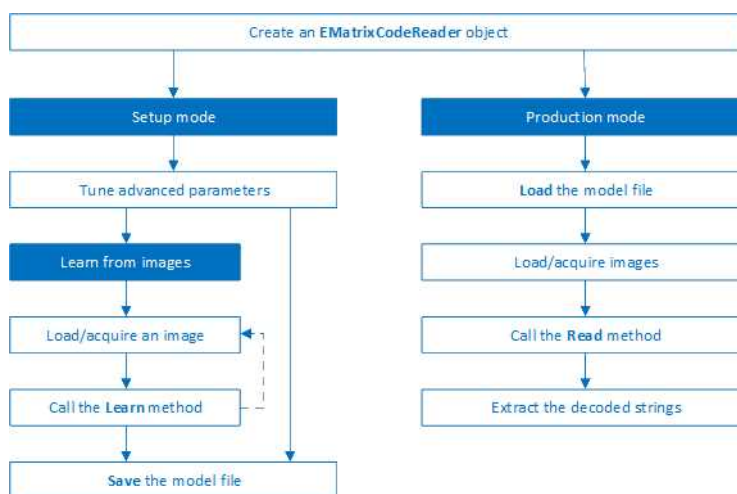 Create an EMatrixCodeReader object
Setup mode
Tune advanced parameters
Learn from images
Load/acquire an image
Call the Learn method
Save the model file
Production mode
Load the model file
Load/acquire images
Call the Read method
Extract the decoded strings